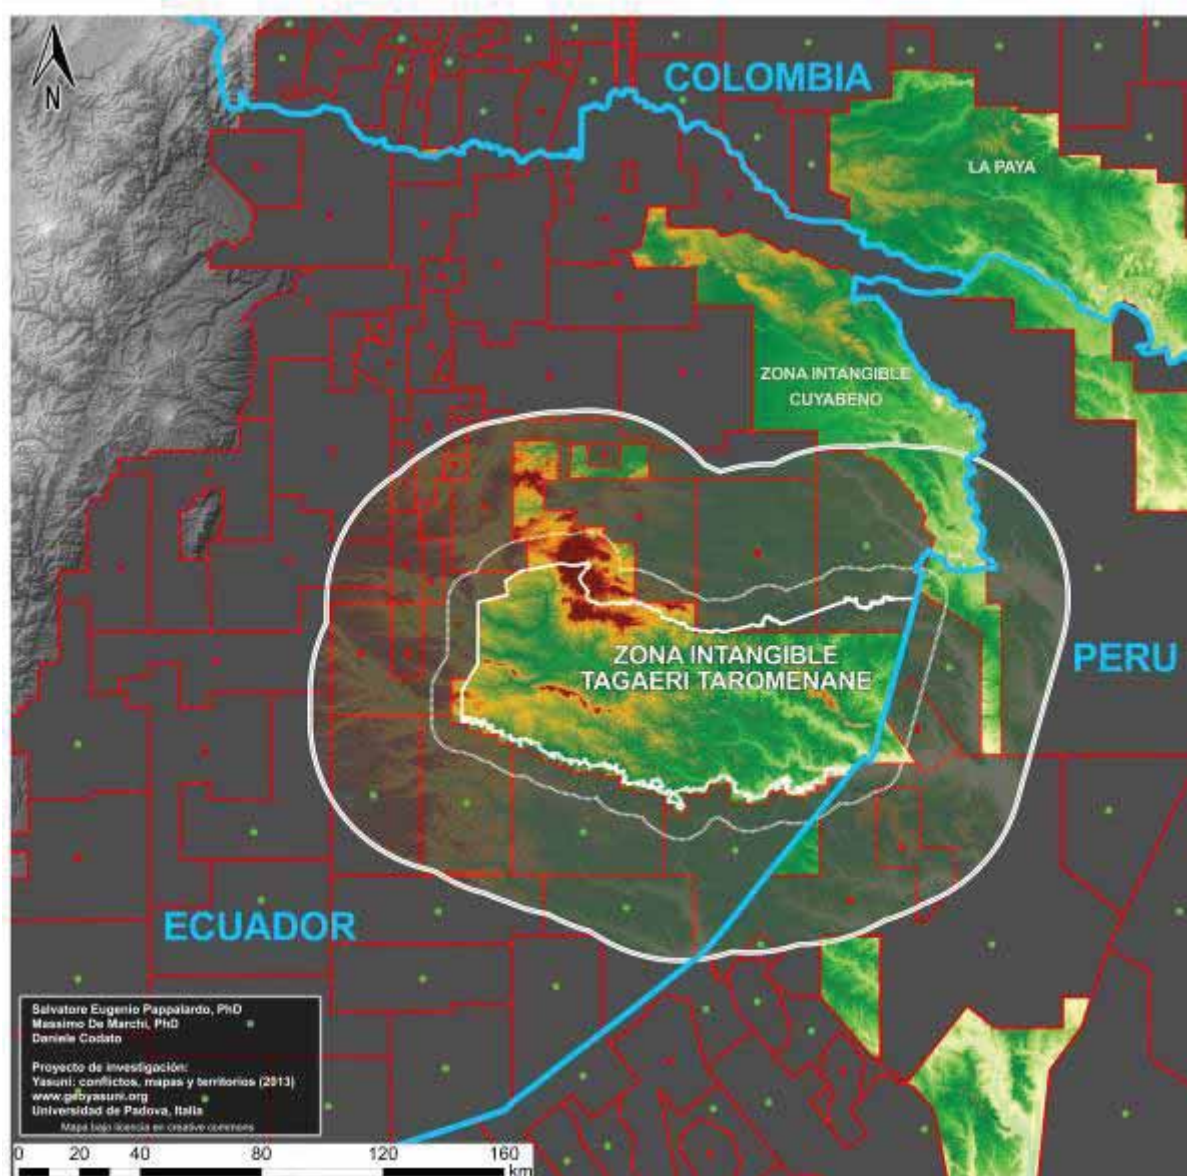 N
COLOMBIA
LA PAYA
ZONA INTANGIBLE
CUYABENO
ZONA INTANGIBLE
TAGAERI TAROMENANE
PERU
ECUADOR
Salvatore Eugenio Pappalardo, PhD
Massimo De Marchi, PhD
Daniele Codato
Proyecto de investigación:
Yasuní: conflictos, mapas y territorios (2013)
www.geoyasuni.org
Universidad de Padova, Italia
Mapa bajo licencia en creative commons
0 20 40 80 120 160
km